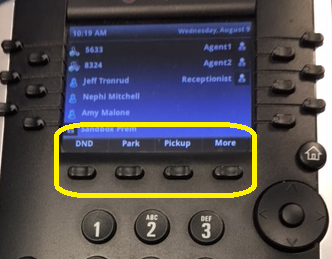 10:19 AM Wednesday, August 9
5633 Agent1
8324 Agent2
Jeff Tronrud Receptionist
Nephi Mitchell
Amy Malone
Sandbox Prem
DND Park Pickup More
1 ABC 2 DEF 3